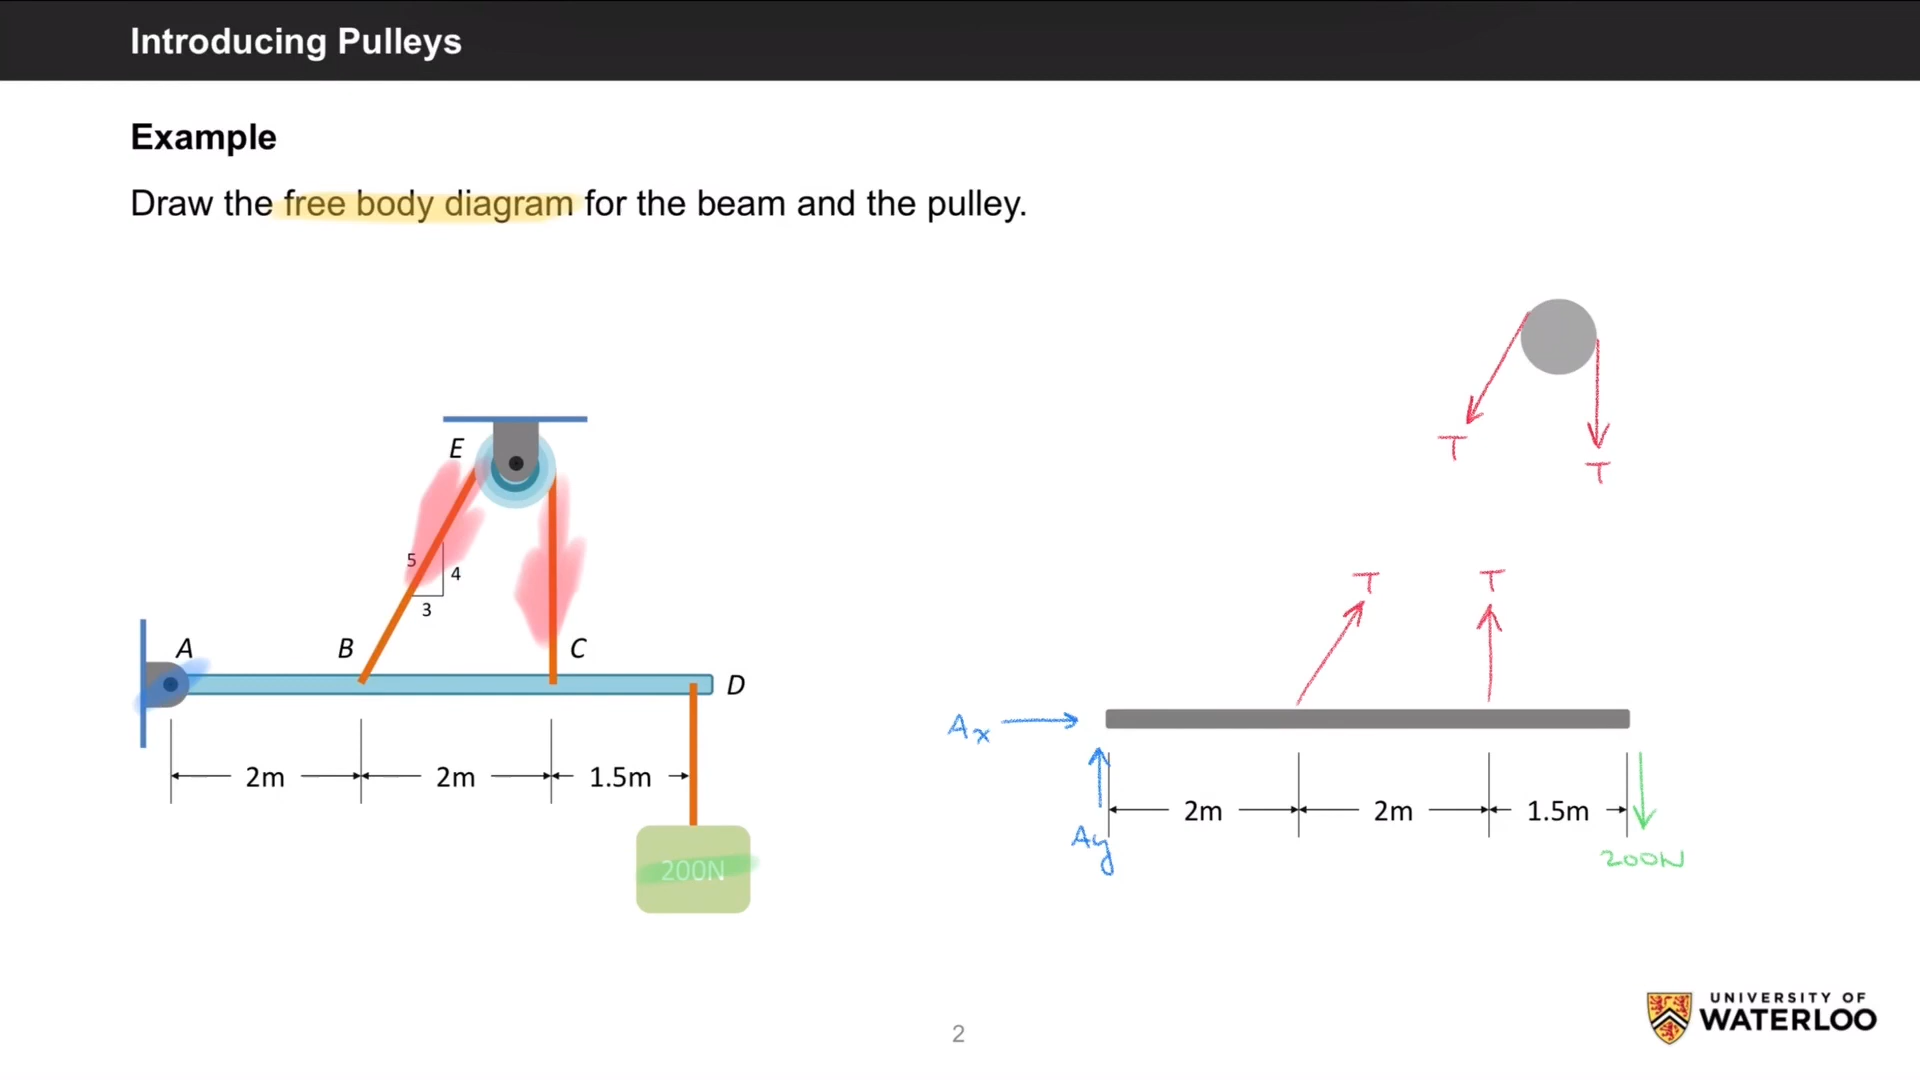 Introducing Pulleys
Example
Draw the free body diagram for the beam and the pulley.
E
5
4
3
A
B
C
D
2m
2m
1.5m
200N
T
T
T
T
Ax
Ay
2m
2m
1.5m
200N
UNIVERSITY OF
WATERLOO
2